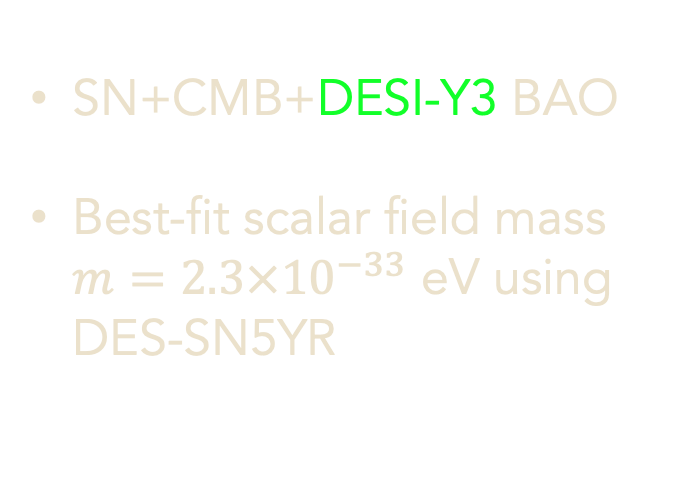 • SN+CMB+DESI-Y3 BAO
• Best-fit scalar field mass
m = 2.3×10⁻³³ eV using
DES-SN5YR